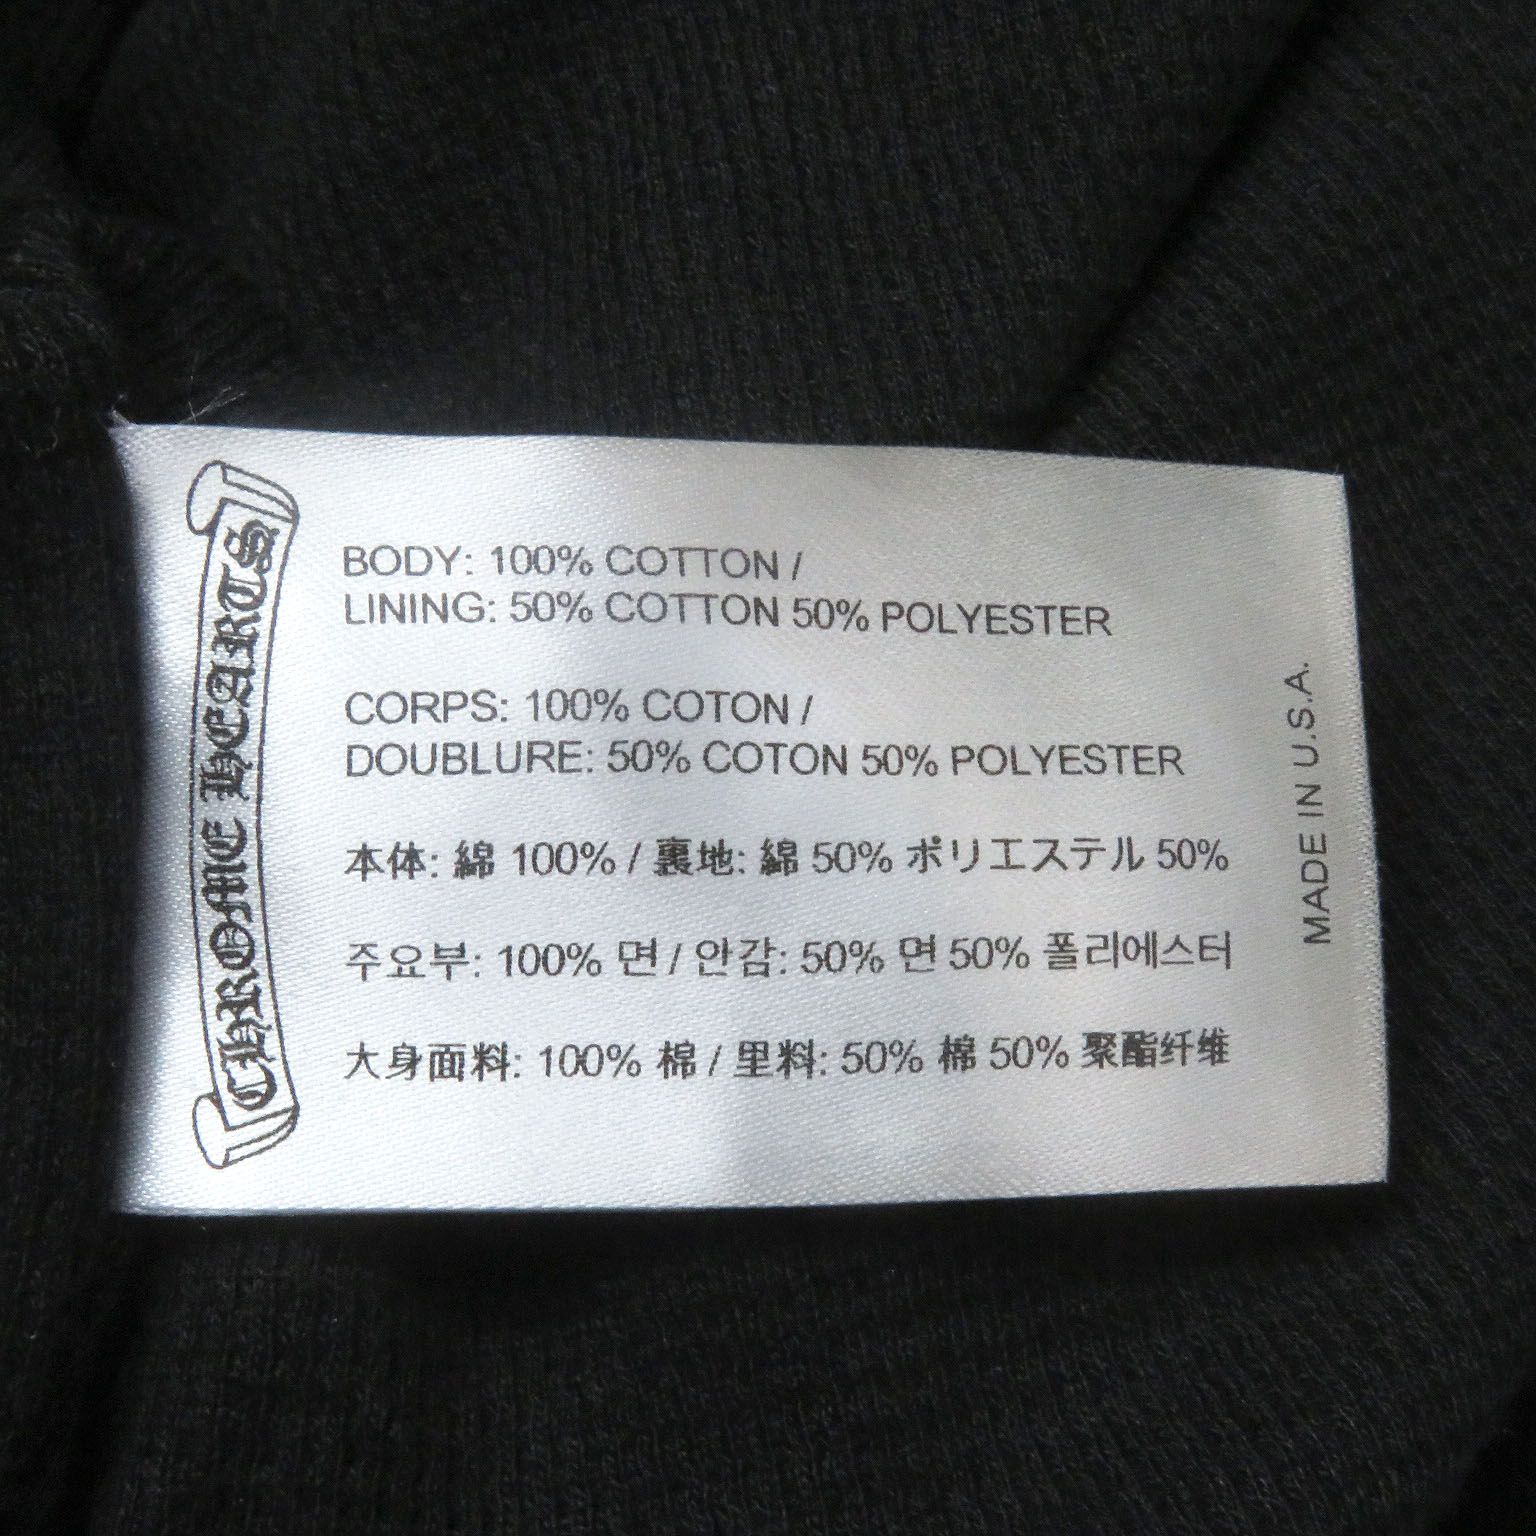 CHROME HEARTS
BODY: 100% COTTON /
LINING: 50% COTTON 50% POLYESTER
CORPS: 100% COTON /
DOUBLURE: 50% COTON 50% POLYESTER
本体: 綿 100% / 裏地: 綿 50% ポリエステル 50%
주요부: 100% 면 / 안감: 50% 면 50% 폴리에스터
大身面料: 100% 棉 / 里料: 50% 棉 50% 聚酯纤维
MADE IN U.S.A.